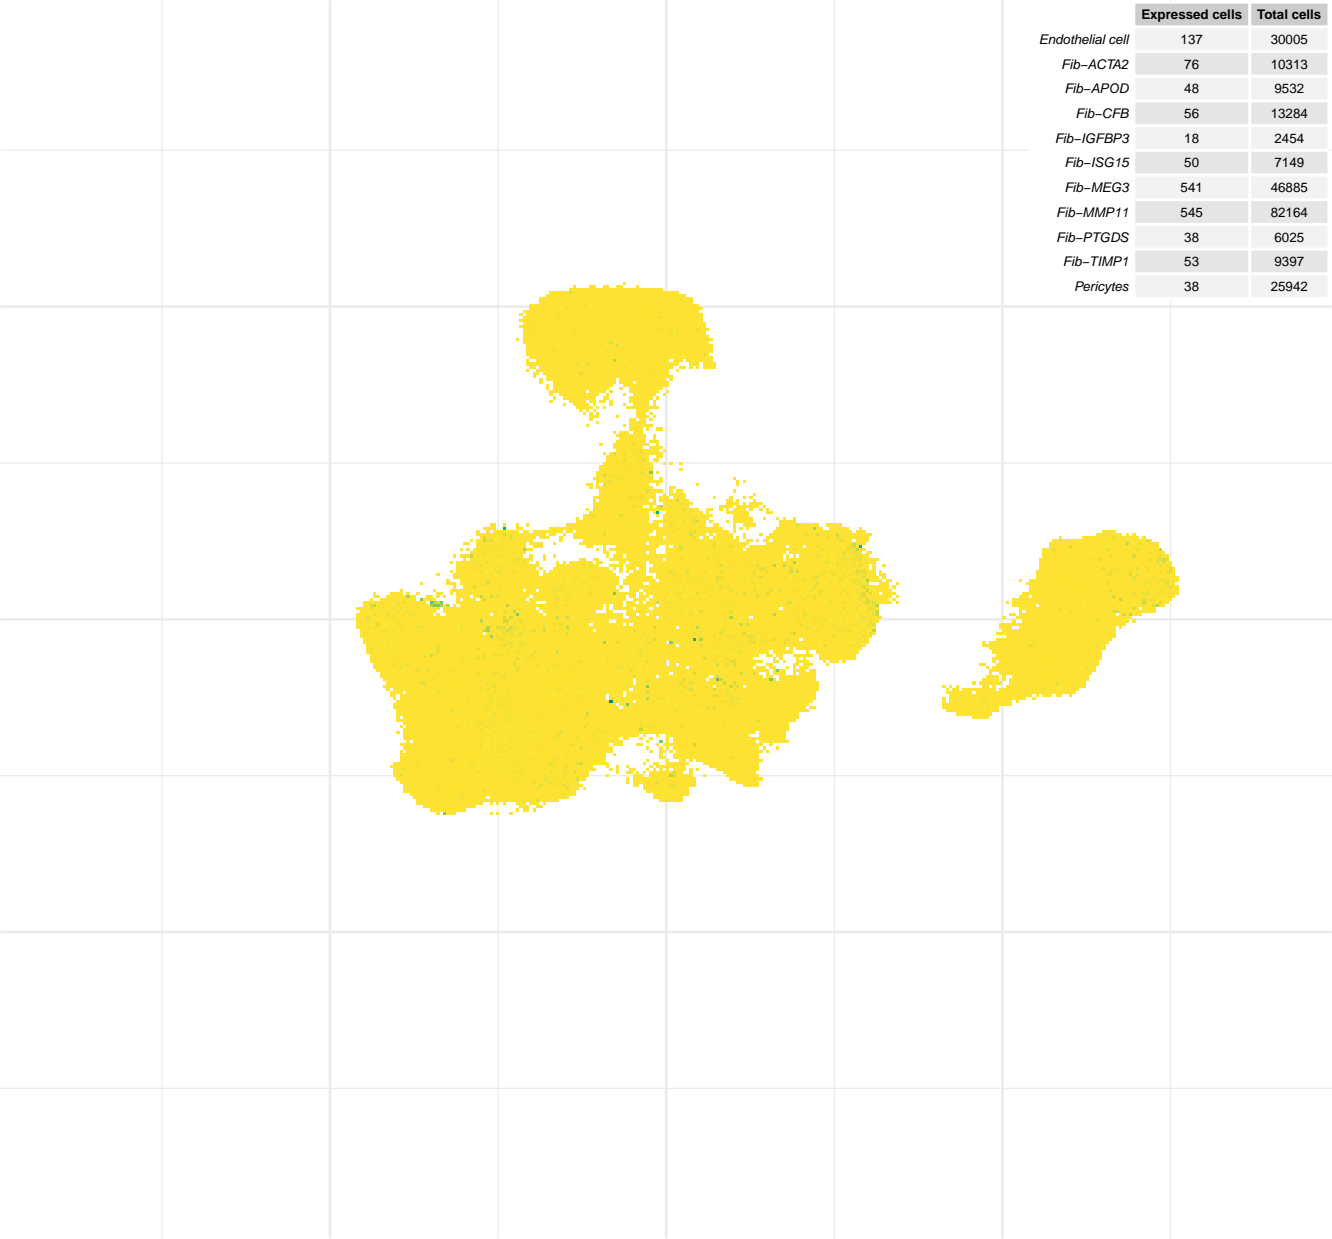 Expressed cells Total cells
Endothelial cell 137 30005
Fib−ACTA2 76 10313
Fib−APOD 48 9532
Fib−CFB 56 13284
Fib−IGFBP3 18 2454
Fib−ISG15 50 7149
Fib−MEG3 541 46885
Fib−MMP11 545 82164
Fib−PTGDS 38 6025
Fib−TIMP1 53 9397
Pericytes 38 25942